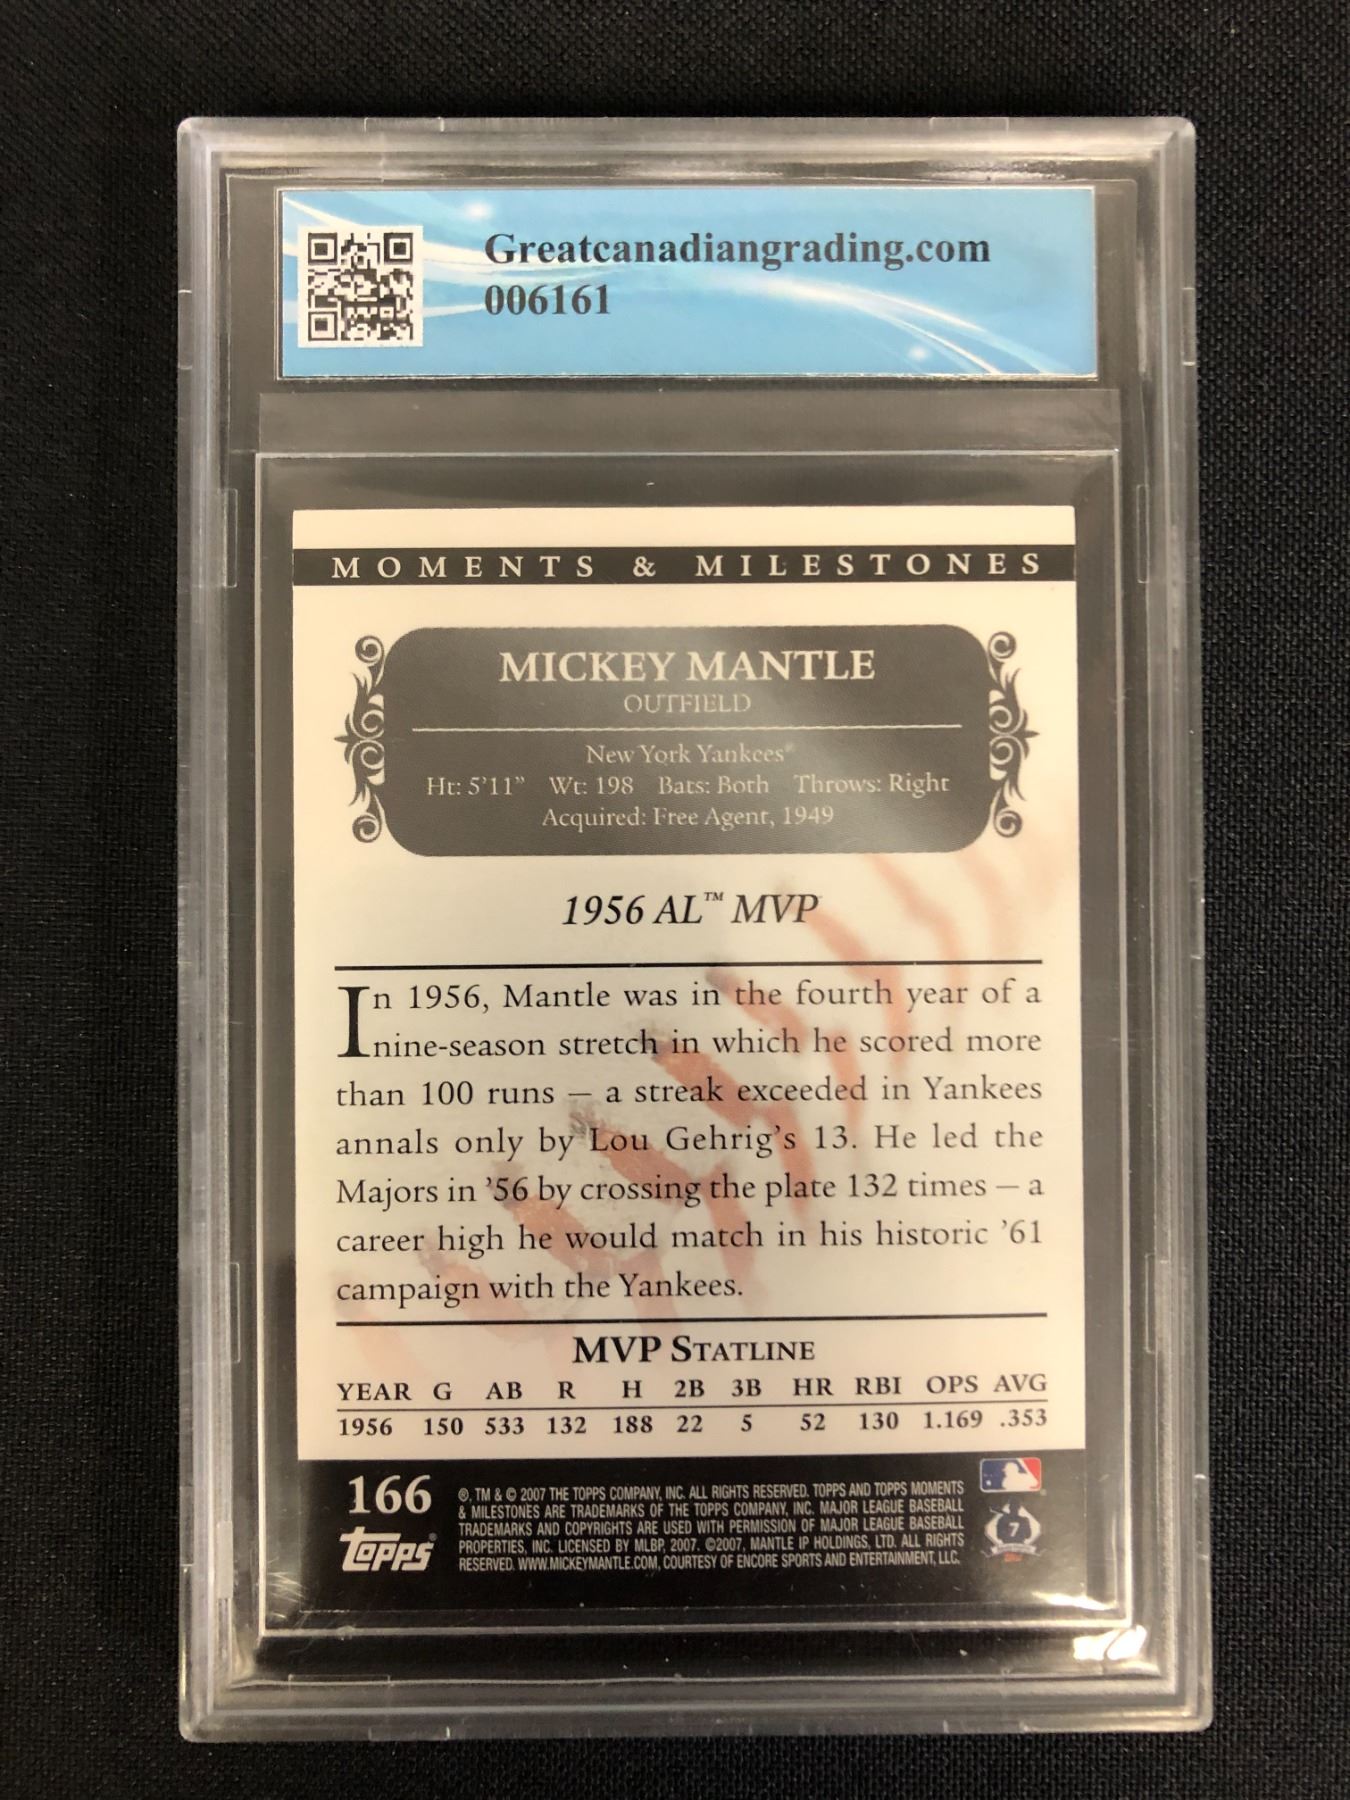 Greatcanadiangrading.com
006161
MOMENTS & MILESTONES
MICKEY MANTLE
OUTFIELD
New York Yankees®
Ht: 5'11" Wt: 198 Bats: Both Throws: Right
Acquired: Free Agent, 1949
1956 AL™ MVP
In 1956, Mantle was in the fourth year of a
nine-season stretch in which he scored more
than 100 runs – a streak exceeded in Yankees
annals only by Lou Gehrig's 13. He led the
Majors in '56 by crossing the plate 132 times – a
career high he would match in his historic '61
campaign with the Yankees.
MVP STATLINE
YEAR G AB R H 2B 3B HR RBI OPS AVG
1956 150 533 132 188 22 5 52 130 1.169 .353
166
Topps®
®, TM & © 2007 THE TOPPS COMPANY, INC. ALL RIGHTS RESERVED. TOPPS AND TOPPS MOMENTS
& MILESTONES ARE TRADEMARKS OF THE TOPPS COMPANY, INC. MAJOR LEAGUE BASEBALL
TRADEMARKS AND COPYRIGHTS ARE USED WITH PERMISSION OF MAJOR LEAGUE BASEBALL
PROPERTIES, INC. LICENSED BY MLBP, 2007. ©2007, MANTLE IP HOLDINGS, LTD. ALL RIGHTS
RESERVED. WWW.MICKEYMANTLE.COM, COURTESY OF ENCORE SPORTS AND ENTERTAINMENT, LLC.
7